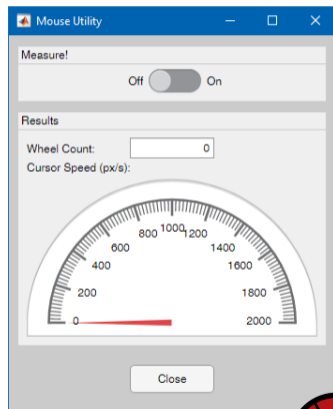 Mouse Utility
Measure!
Off On
Results
Wheel Count: 0
Cursor Speed (px/s):
0 200 400 600 800 1000 1200 1400 1600 1800 2000
Close